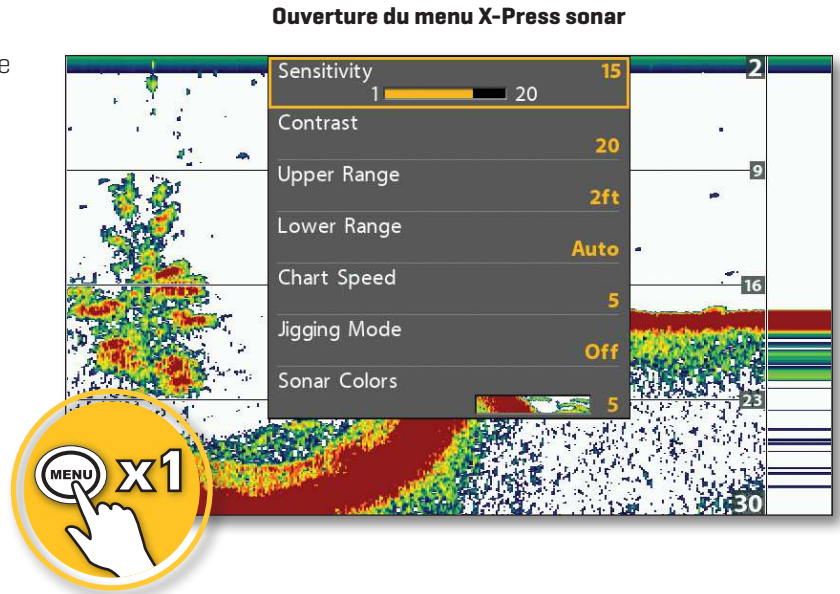 Ouverture du menu X-Press sonar
e
Sensitivity 15
1 20
Contrast
20
Upper Range
2ft
Lower Range
Auto
Chart Speed
5
Jigging Mode
Off
Sonar Colors
5
2
9
16
23
30
MENU x1